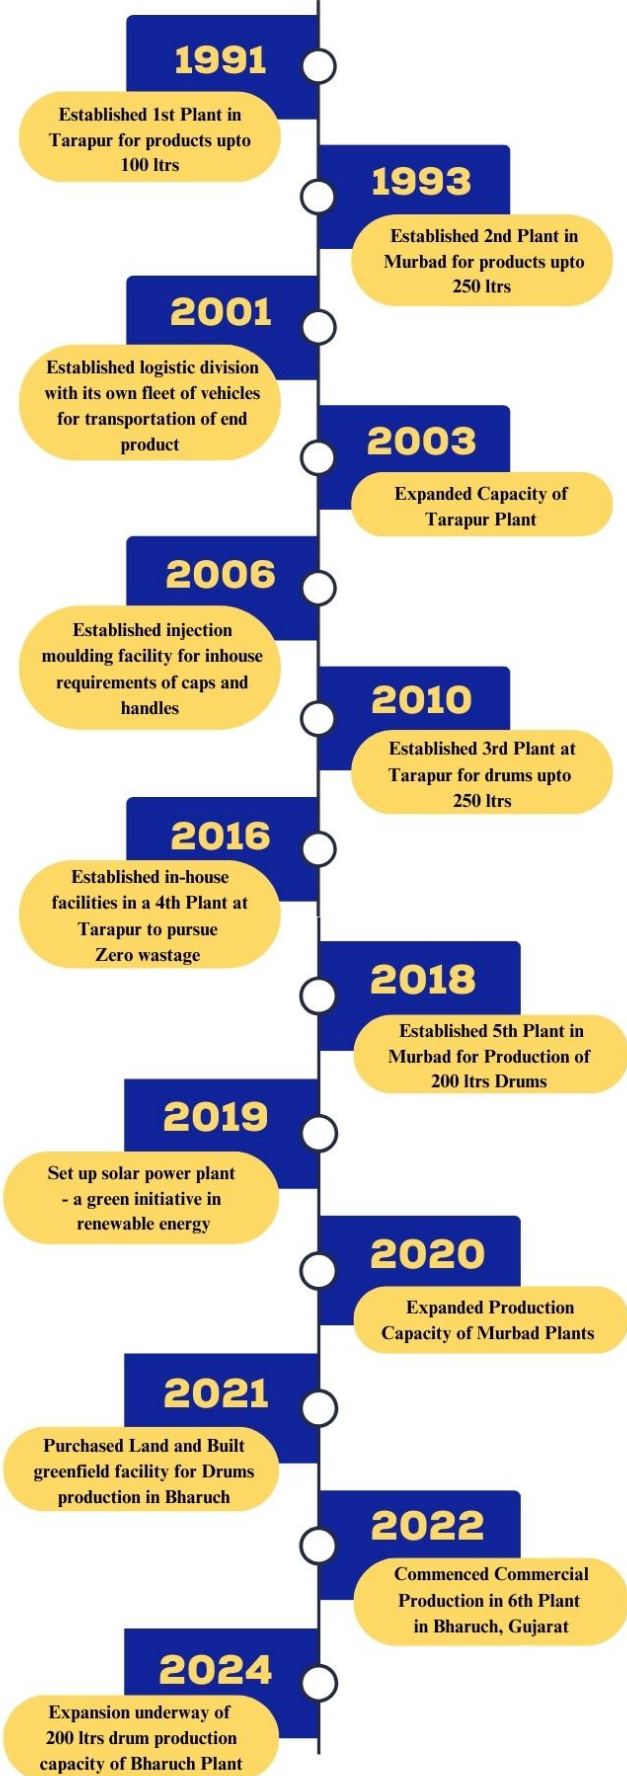 1991
Established 1st Plant in
Tarapur for products upto
100 ltrs
1993
Established 2nd Plant in
Murbad for products upto
250 ltrs
2001
Established logistic division
with its own fleet of vehicles
for transportation of end
product
2003
Expanded Capacity of
Tarapur Plant
2006
Established injection
moulding facility for inhouse
requirements of caps and
handles
2010
Established 3rd Plant at
Tarapur for drums upto
250 ltrs
2016
Established in-house
facilities in a 4th Plant at
Tarapur to pursue
Zero wastage
2018
Established 5th Plant in
Murbad for Production of
200 ltrs Drums
2019
Set up solar power plant
- a green initiative in
renewable energy
2020
Expanded Production
Capacity of Murbad Plants
2021
Purchased Land and Built
greenfield facility for Drums
production in Bharuch
2022
Commenced Commercial
Production in 6th Plant
in Bharuch, Gujarat
2024
Expansion underway of
200 ltrs drum production
capacity of Bharuch Plant